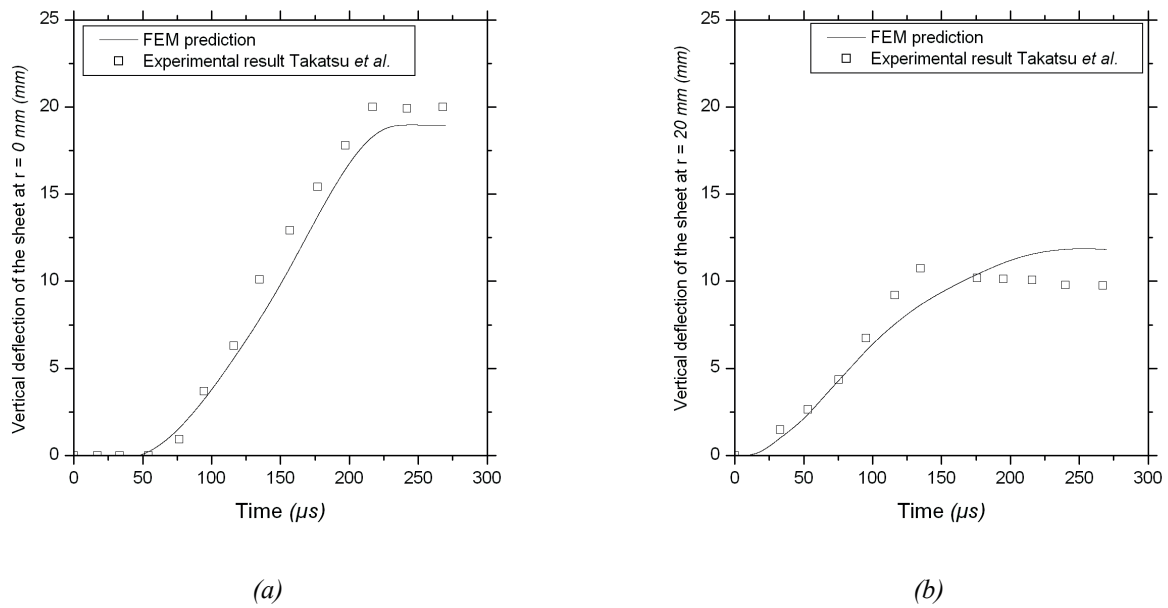 25
20
15
10
5
0
Vertical deflection of the sheet at r = 0 mm (mm)
FEM prediction
Experimental result Takatsu et al.
0 50 100 150 200 250 300
Time (µs)
(a)
25
20
15
10
5
0
Vertical deflection of the sheet at r = 20 mm (mm)
FEM prediction
Experimental result Takatsu et al.
0 50 100 150 200 250 300
Time (µs)
(b)